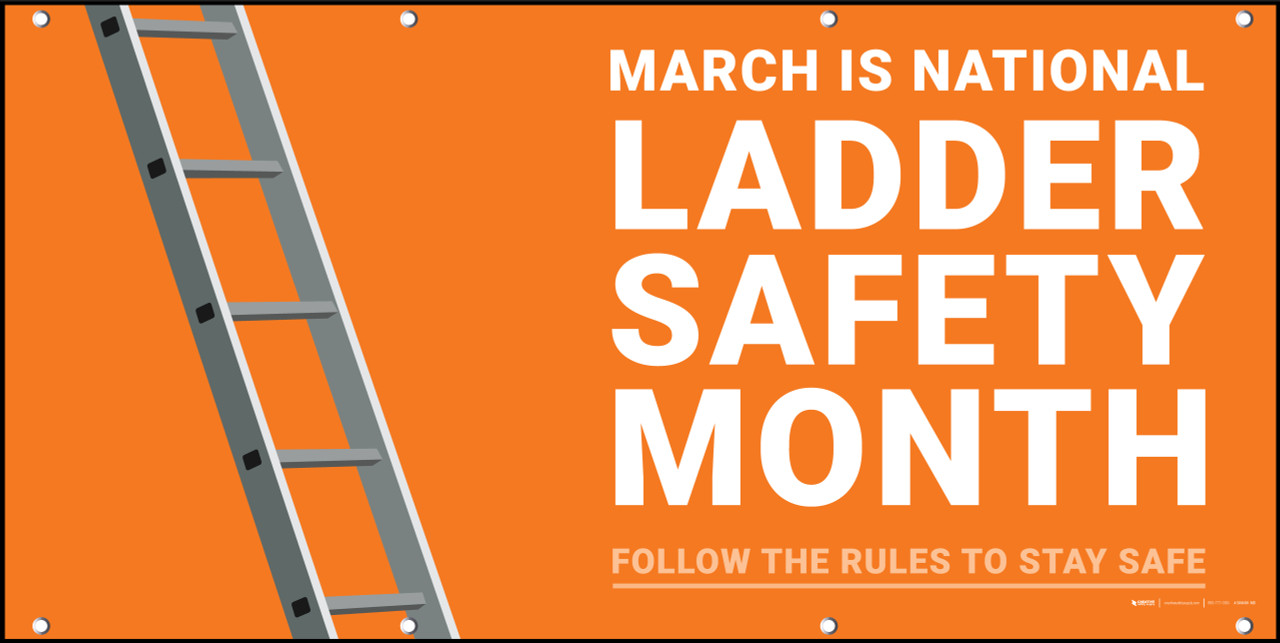 MARCH IS NATIONAL
LADDER
SAFETY
MONTH
FOLLOW THE RULES TO STAY SAFE